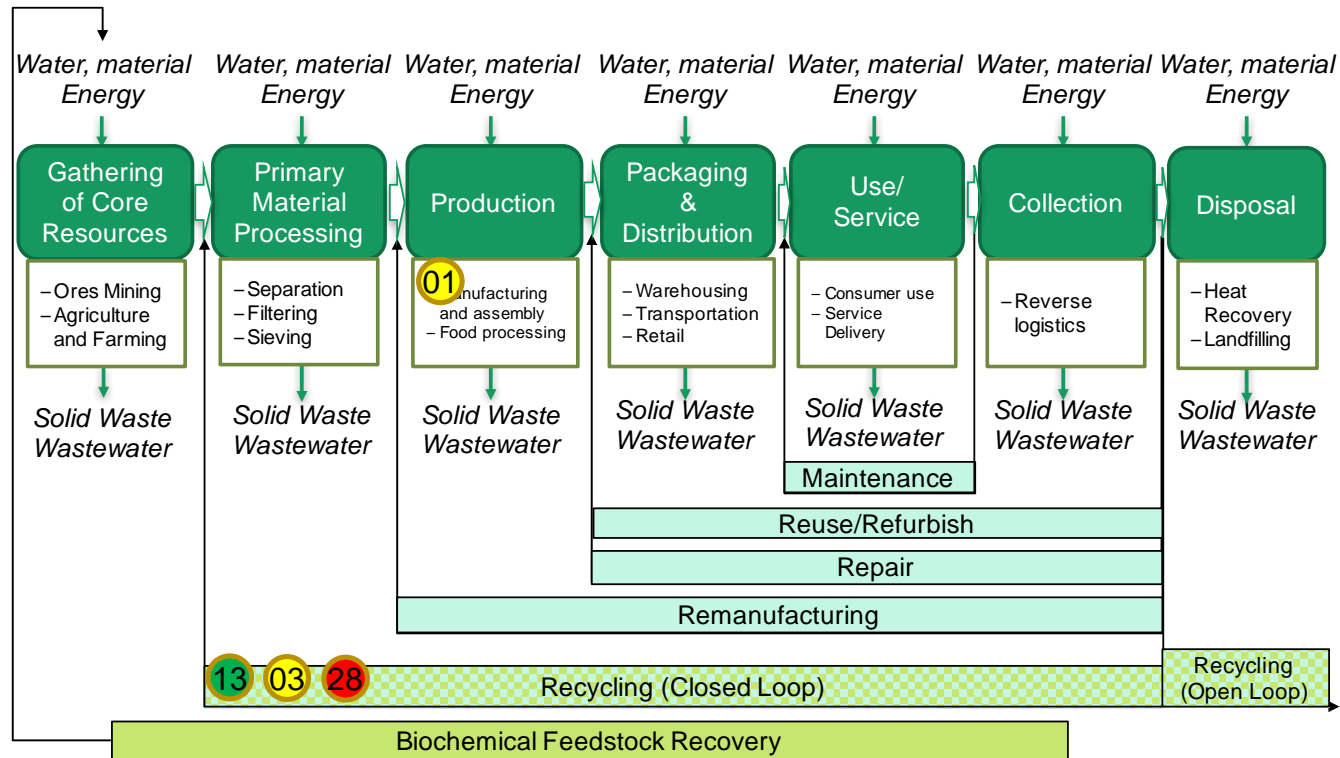 Water, material
Energy
Water, material
Energy
Water, material
Energy
Water, material
Energy
Water, material
Energy
Water, material
Energy
Water, material
Energy
Gathering
of Core
Resources
Primary
Material
Processing
Production
Packaging
&
Distribution
Use/
Service
Collection
Disposal
– Ores Mining
– Agriculture
and Farming
– Separation
– Filtering
– Sieving
01
anufacturing
and assembly
– Food processing
– Warehousing
– Transportation
– Retail
– Consumer use
– Service
Delivery
– Reverse
logistics
– Heat
Recovery
– Landfilling
Solid Waste
Wastewater
Solid Waste
Wastewater
Solid Waste
Wastewater
Solid Waste
Wastewater
Solid Waste
Wastewater
Solid Waste
Wastewater
Solid Waste
Wastewater
Maintenance
Reuse/Refurbish
Repair
Remanufacturing
13 03 28
Recycling (Closed Loop)
Recycling
(Open Loop)
Biochemical Feedstock Recovery